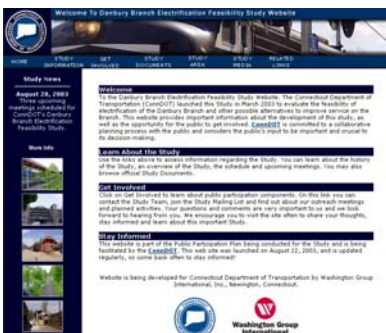 Welcome To Danbury Branch Electrification Feasibility Study Website
HOME
STUDY INFORMATION
GET INVOLVED
STUDY DOCUMENTS
STUDY AREA
STUDY MEDIA
RELATED LINKS
Study News
August 28, 2003
Three upcoming
meetings scheduled for
ConnDOT's Danbury
Branch Electrification
Feasibility Study.
More Info
Welcome
To the Danbury Branch Electrification Feasibility Study Website. The Connecticut Department of
Transportation (ConnDOT) launched this Study in March 2003 to evaluate the feasibility of
electrification of the Danbury Branch and other possible alternatives to improve service on the
Branch. This website provides important information about the development of this study, as
well as the opportunity for the public to get involved. ConnDOT is committed to a collaborative
planning process with the public and considers the public's input to be important and crucial to
its decision-making.
Learn About the Study
Use the links above to access information regarding the Study. You can learn about the history
of the Study, an overview of the Study, the schedule and upcoming meetings. You may also
browse official Study Documents.
Get Involved
Click on Get Involved to learn about public participation components. On this link you can
contact the Study Team, join the Study Mailing List and find out about our outreach meetings
and planned activities. Your questions and comments are very important to us and we look
forward to hearing from you. We encourage you to visit the site often to share your thoughts,
stay informed and learn about this important Study.
Stay Informed
This website is part of the Public Participation Plan being conducted for the Study and is being
facilitated by the ConnDOT. This web site was launched on August 22, 2003, and is updated
regularly, so come back often to stay informed!
Website is being developed for Connecticut Department of Transportation by Washington Group
International, Inc., Newington, Connecticut.
Washington Group
International